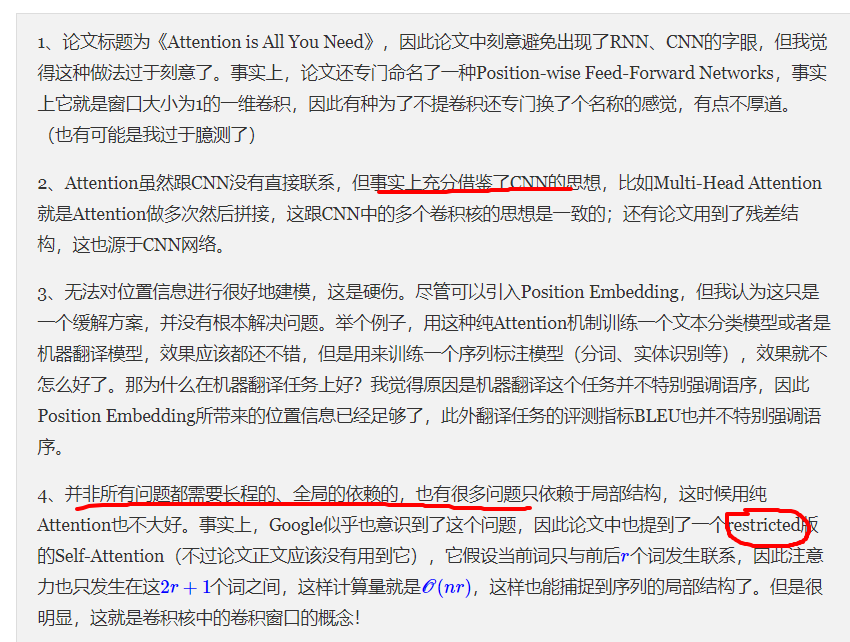 1、论文标题为《Attention is All You Need》，因此论文中刻意避免出现了RNN、CNN的字眼，但我觉
得这种做法过于刻意了。事实上，论文还专门命名了一种Position-wise Feed-Forward Networks，事实
上它就是窗口大小为1的一维卷积，因此有种为了不提卷积还专门换了个名称的感觉，有点不厚道。
（也有可能是我过于臆测了）
2、Attention虽然跟CNN没有直接联系，但事实上充分借鉴了CNN的思想，比如Multi-Head Attention
就是Attention做多次然后拼接，这跟CNN中的多个卷积核的思想是一致的；还有论文用到了残差结
构，这也源于CNN网络。
3、无法对位置信息进行很好地建模，这是硬伤。尽管可以引入Position Embedding，但我认为这只是
一个缓解方案，并没有根本解决问题。举个例子，用这种纯Attention机制训练一个文本分类模型或者是
机器翻译模型，效果应该都还不错，但是用来训练一个序列标注模型（分词、实体识别等），效果就不
怎么好了。那为什么在机器翻译任务上好？我觉得原因是机器翻译这个任务并不特别强调语序，因此
Position Embedding所带来的位置信息已经足够了，此外翻译任务的评测指标BLEU也并不特别强调语
序。
4、并非所有问题都需要长程的、全局的依赖的，也有很多问题只依赖于局部结构，这时候用纯
Attention也不大好。事实上，Google似乎也意识到了这个问题，因此论文中也提到了一个restricted版
的Self-Attention（不过论文正文应该没有用到它），它假设当前词只与前后r个词发生联系，因此注意
力也只发生在这2r + 1个词之间，这样计算量就是𝒪(nr)，这样也能捕捉到序列的局部结构了。但是很
明显，这就是卷积核中的卷积窗口的概念！